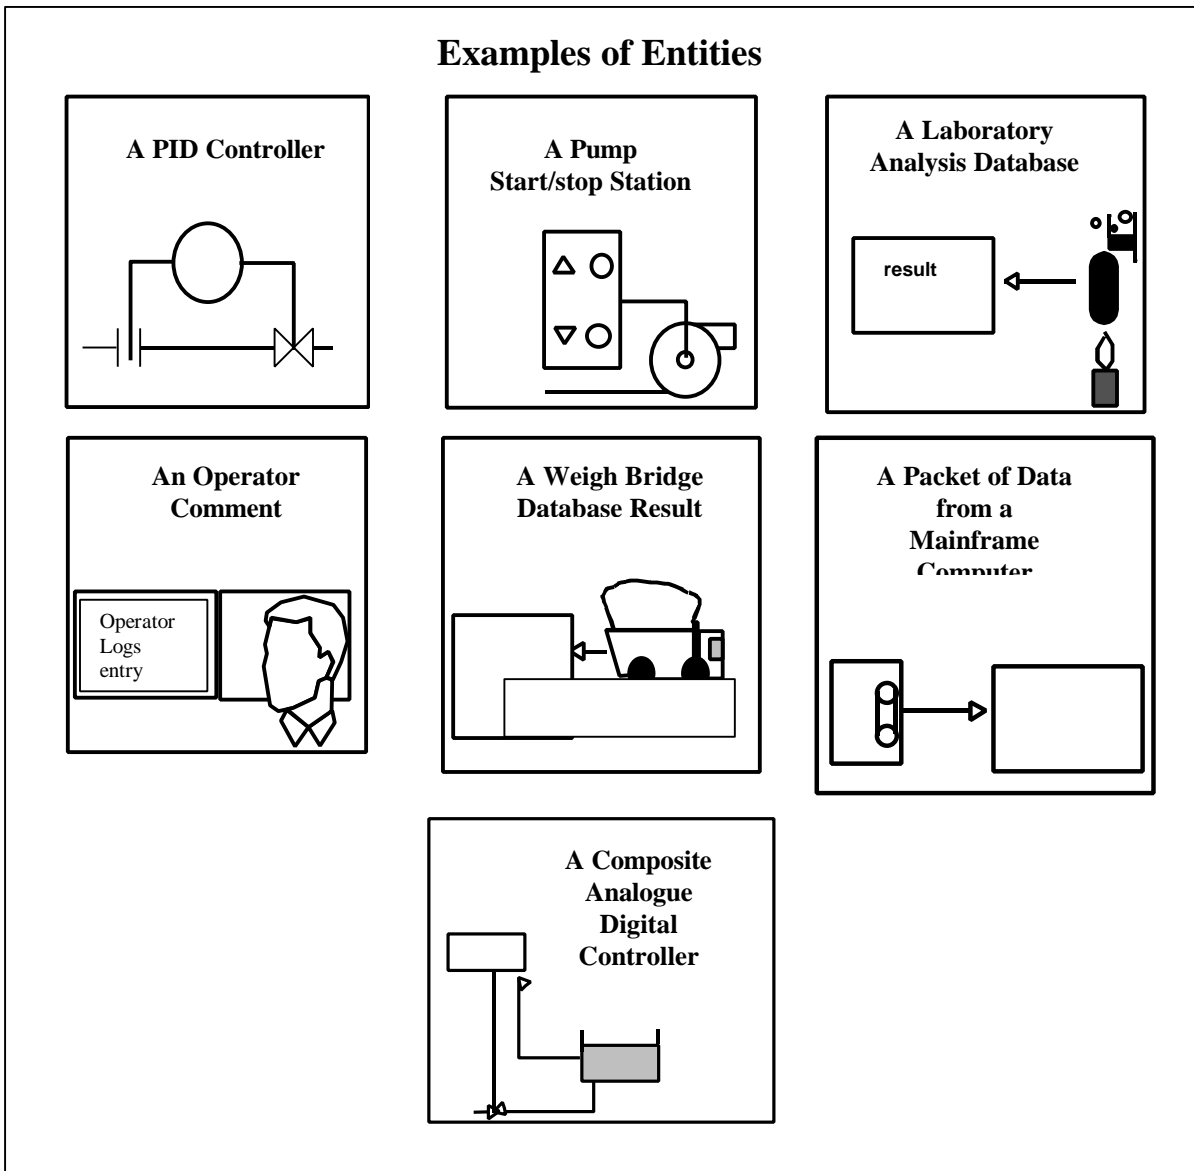 Examples of Entities
A PID Controller
A Pump
Start/stop Station
A Laboratory
Analysis Database
result
An Operator
Comment
Operator
Logs
entry
A Weigh Bridge
Database Result
A Packet of Data
from a
Mainframe
Computer
A Composite
Analogue
Digital
Controller